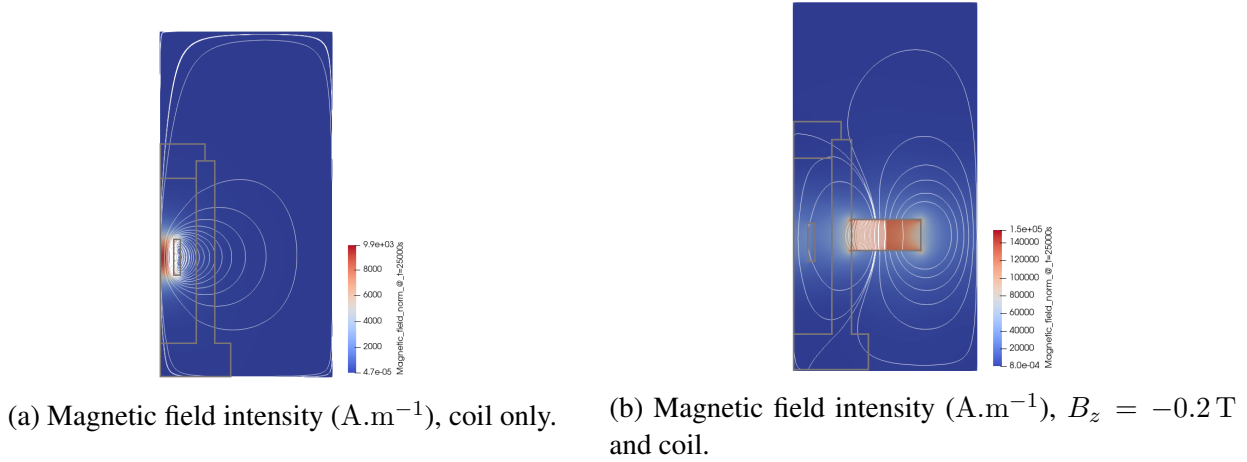 9.9e+03
8000
6000
4000
2000
4.7e-05
Magnetic_field_norm_@_t=25000s
1.5e+05
140000
120000
100000
80000
60000
40000
20000
8.0e-04
Magnetic_field_norm_@_t=25000s
(a) Magnetic field intensity (A.m⁻¹), coil only.
(b) Magnetic field intensity (A.m⁻¹), B_z = −0.2 T
and coil.